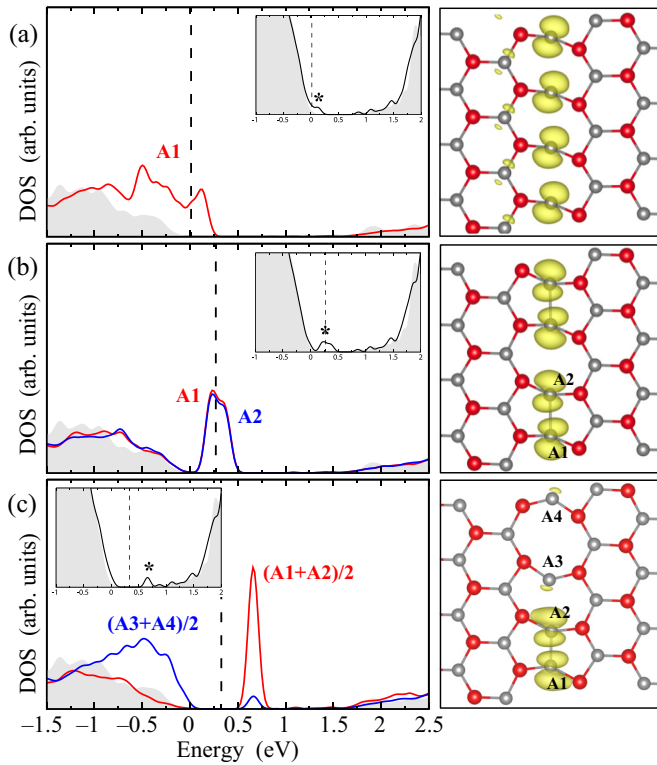 (a)
DOS (arb. units)
A1
*
-1 -0.5 0 0.5 1 1.5 2
(b)
DOS (arb. units)
A1
A2
*
-1 -0.5 0 0.5 1 1.5 2
A2
A1
(c)
DOS (arb. units)
*
-1 -0.5 0 0.5 1 1.5 2
(A1+A2)/2
(A3+A4)/2
A4
A3
A2
A1
−1.5 −1 −0.5 0 0.5 1 1.5 2 2.5
Energy (eV)